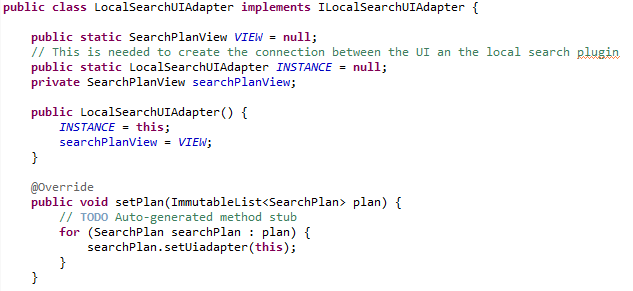 public class LocalSearchUIAdapter implements ILocalSearchUIAdapter {
public static SearchPlanView VIEW = null;
// This is needed to create the connection between the UI an the local search plugin
public static LocalSearchUIAdapter INSTANCE = null;
private SearchPlanView searchPlanView;
public LocalSearchUIAdapter() {
INSTANCE = this;
searchPlanView = VIEW;
}
@Override
public void setPlan(ImmutableList<SearchPlan> plan) {
// TODO Auto-generated method stub
for (SearchPlan searchPlan : plan) {
searchPlan.setUiadapter(this);
}
}